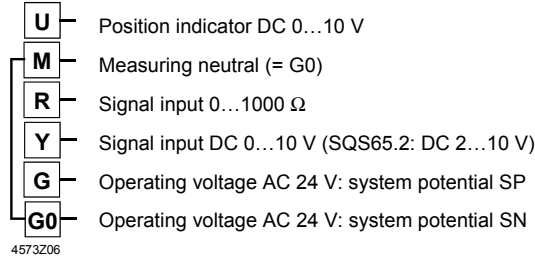 U Position indicator DC 0…10 V
M Measuring neutral (= G0)
R Signal input 0…1000 Ω
Y Signal input DC 0…10 V (SQS65.2: DC 2…10 V)
G Operating voltage AC 24 V: system potential SP
G0 Operating voltage AC 24 V: system potential SN
4573Z06